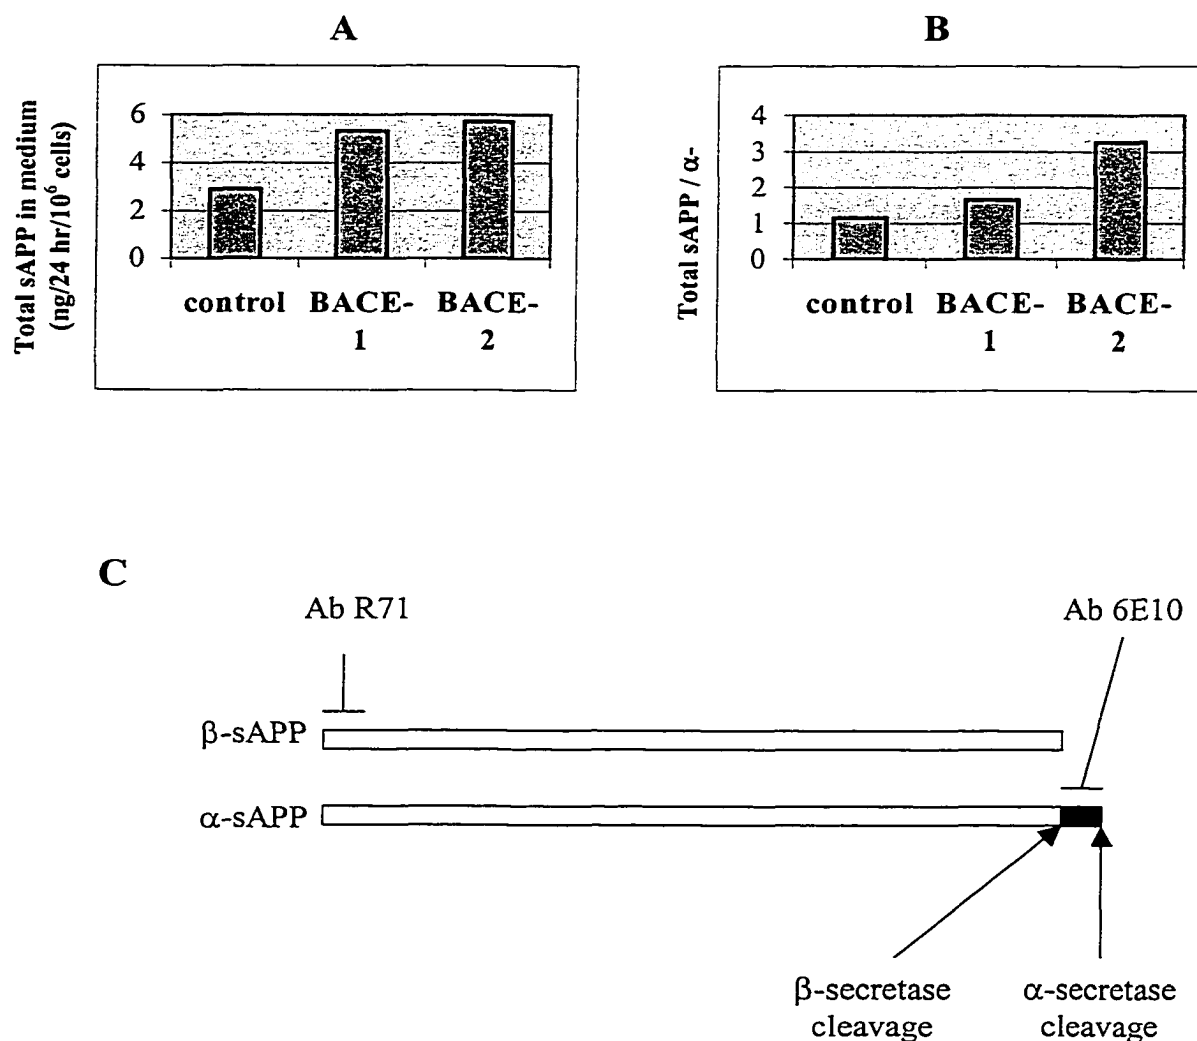 A
Total sAPP in medium
(ng/24 hr/10⁶ cells)
6
4
2
0
control BACE- BACE-
1 2
B
Total sAPP / α-
4
3
2
1
0
control BACE- BACE-
1 2
C
Ab R71
Ab 6E10
β-sAPP
α-sAPP
β-secretase
cleavage
α-secretase
cleavage